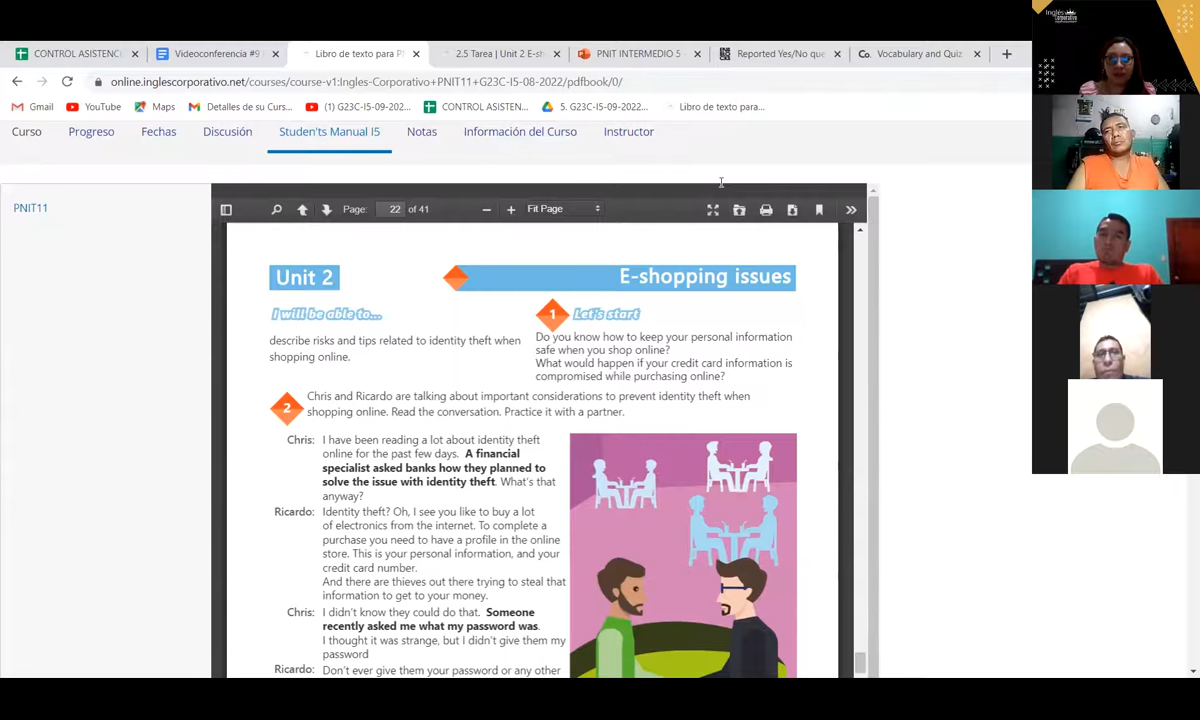 CONTROL ASISTENC
Videoconferencia #9
Libro de texto para P
2.5 Tarea | Unit 2 E-sh
PNIT INTERMEDIO 5
Reported Yes/No que
Vocabulary and Quiz
online.inglescorporativo.net/courses/course-v1:Ingles-Corporativo+PNIT11+G23C-I5-08-2022/pdfbook/0/
Gmail
YouTube
Maps
Detalles de su Curs...
(1) G23C-I5-09-202...
CONTROL ASISTEN...
5. G23C-I5-09-2022...
Libro de texto para...
Curso
Progreso
Fechas
Discusión
Studen'ts Manual I5
Notas
Información del Curso
Instructor
PNIT11
Page: 22 of 41
Fit Page
Unit 2
E-shopping issues
I will be able to...
describe risks and tips related to identity theft when
shopping online.
1 Let's start
Do you know how to keep your personal information
safe when you shop online?
What would happen if your credit card information is
compromised while purchasing online?
2
Chris and Ricardo are talking about important considerations to prevent identity theft when
shopping online. Read the conversation. Practice it with a partner.
Chris: I have been reading a lot about identity theft
online for the past few days. A financial
specialist asked banks how they planned to
solve the issue with identity theft. What's that
anyway?
Ricardo: Identity theft? Oh, I see you like to buy a lot
of electronics from the internet. To complete a
purchase you need to have a profile in the online
store. This is your personal information, and your
credit card number.
And there are thieves out there trying to steal that
information to get to your money.
Chris: I didn't know they could do that. Someone
recently asked me what my password was.
I thought it was strange, but I didn't give them my
password
Ricardo: Don't ever give them your password or any other
Inglés
Corporativo